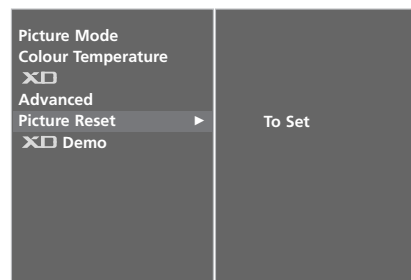 Picture Mode
Colour Temperature
XD
Advanced
Picture Reset ►
XD Demo
To Set